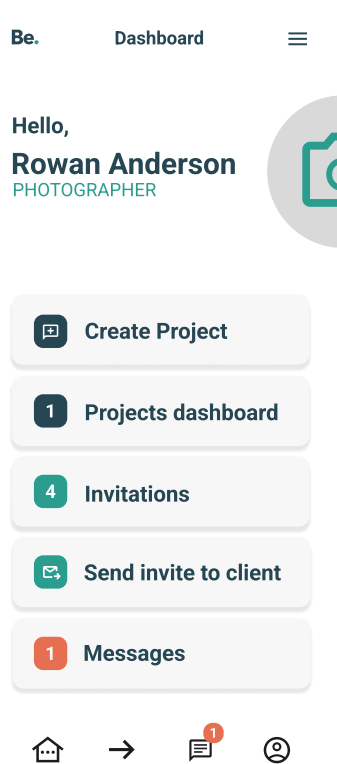 Be.
Dashboard
Hello,
Rowan Anderson
PHOTOGRAPHER
Create Project
1 Projects dashboard
4 Invitations
Send invite to client
1 Messages
1